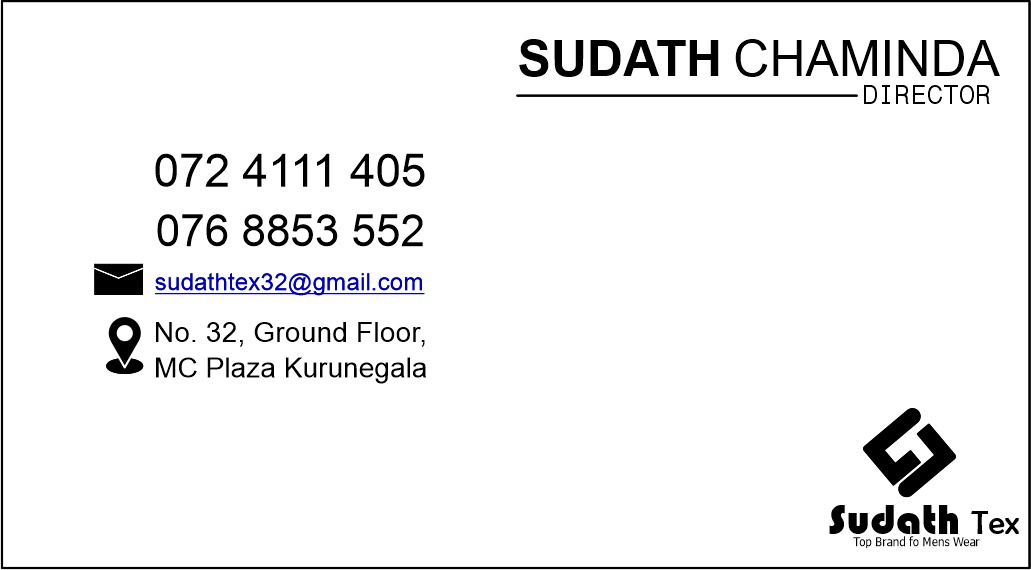 SUDATH CHAMINDA
DIRECTOR
072 4111 405
076 8853 552
sudathtex32@gmail.com
No. 32, Ground Floor,
MC Plaza Kurunegala
Sudath Tex
Top Brand fo Mens Wear